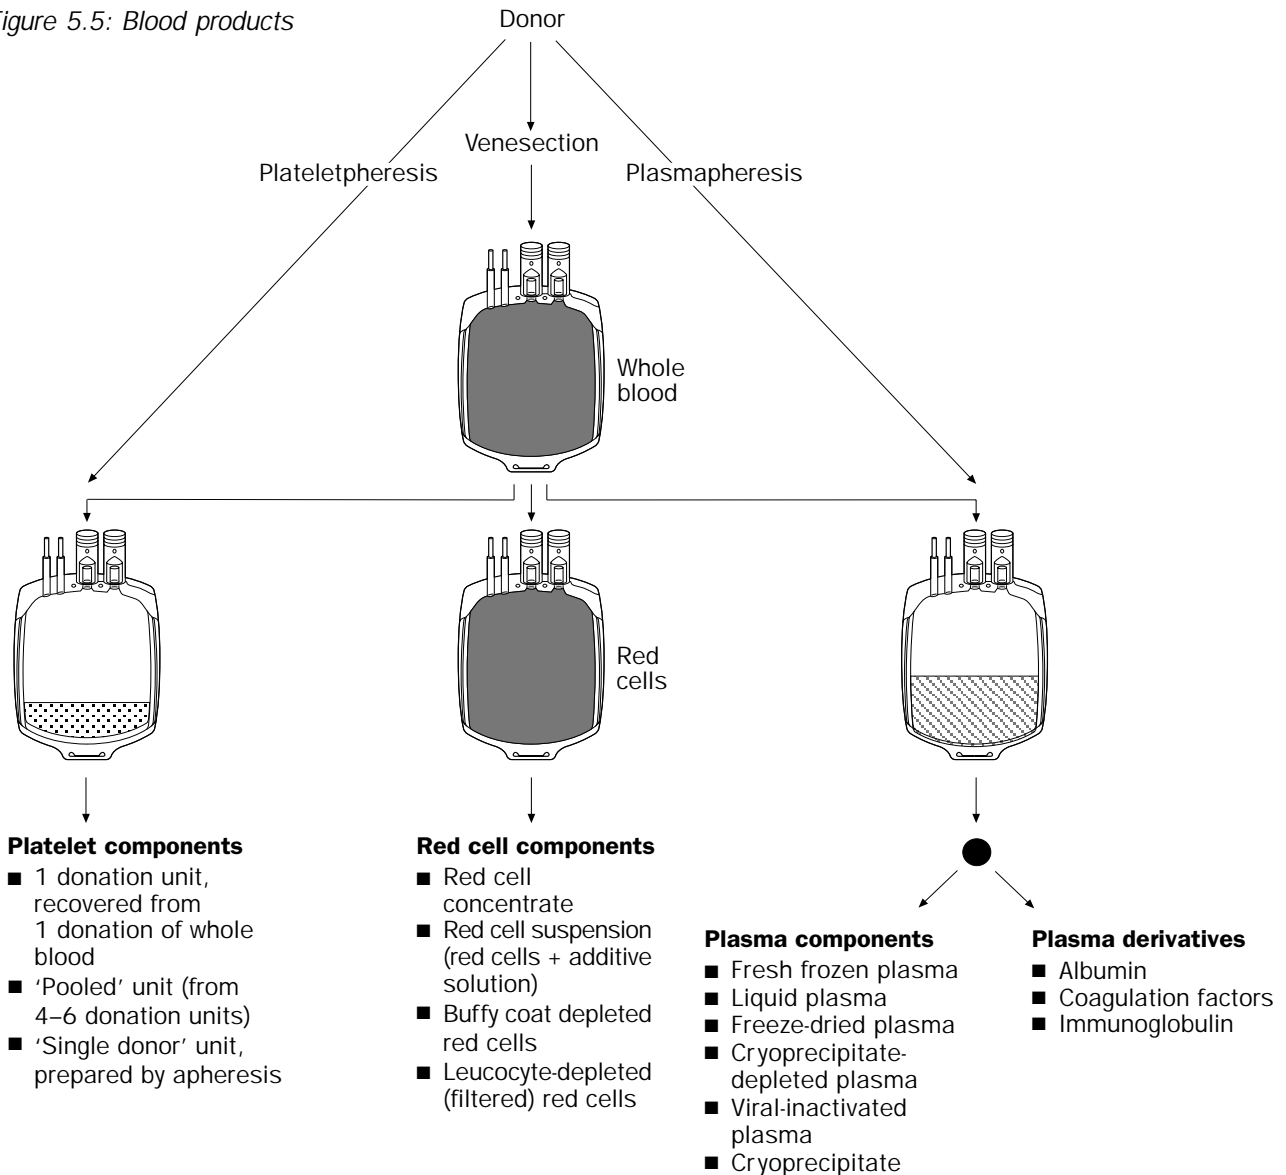 Figure 5.5: Blood products
Donor
Venesection
Plateletpheresis
Plasmapheresis
Whole
blood
Red
cells
Platelet components
■ 1 donation unit,
recovered from
1 donation of whole
blood
■ ‘Pooled’ unit (from
4–6 donation units)
■ ‘Single donor’ unit,
prepared by apheresis
Red cell components
■ Red cell
concentrate
■ Red cell suspension
(red cells + additive
solution)
■ Buffy coat depleted
red cells
■ Leucocyte-depleted
(filtered) red cells
Plasma components
■ Fresh frozen plasma
■ Liquid plasma
■ Freeze-dried plasma
■ Cryoprecipitate-
depleted plasma
■ Viral-inactivated
plasma
■ Cryoprecipitate
Plasma derivatives
■ Albumin
■ Coagulation factors
■ Immunoglobulin